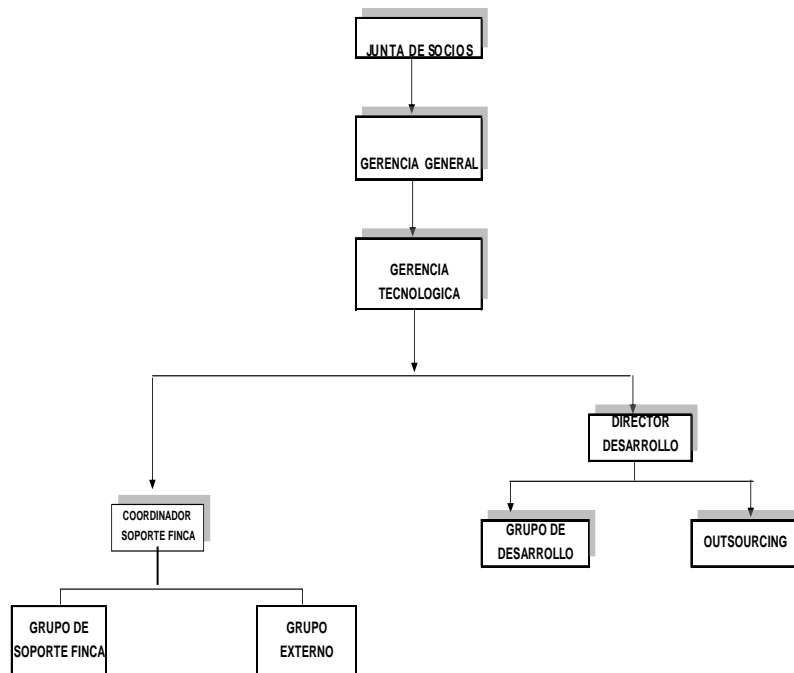 JUNTA DE SOCIOS
GERENCIA GENERAL
GERENCIA
TECNOLOGICA
DIRECTOR
DESARROLLO
COORDINADOR
SOPORTE FINCA
GRUPO DE
DESARROLLO
OUTSOURCING
GRUPO DE
SOPORTE FINCA
GRUPO
EXTERNO